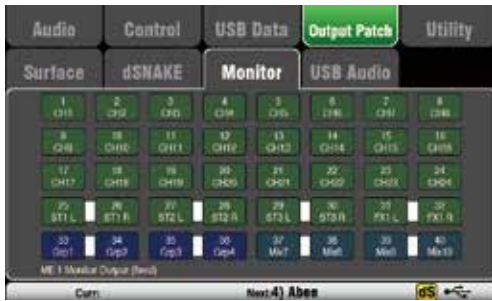 Audio Control USB Data Output Patch Utility
Surface dSNAKE Monitor USB Audio
1 2 3 4 5 6 7 8
CH1 CH2 CH3 CH4 CH5 CH6 CH7 CH8
9 10 11 12 13 14 15 16
CH9 CH10 CH11 CH12 CH13 CH14 CH15 CH16
17 18 19 20 21 22 23 24
CH17 CH18 CH19 CH20 CH21 CH22 CH23 CH24
25 26 27 28 29 30 31 32
ST1 L ST1 R ST2 L ST2 R ST3 L ST3 R FX1 L FX1 R
33 34 35 36 37 38 39 40
Grp1 Grp2 Grp3 Grp4 Mix7 Mix8 Mix9 Mix10
ME 1 Monitor Output (fixed)
Curr: Next:4) Aben dS